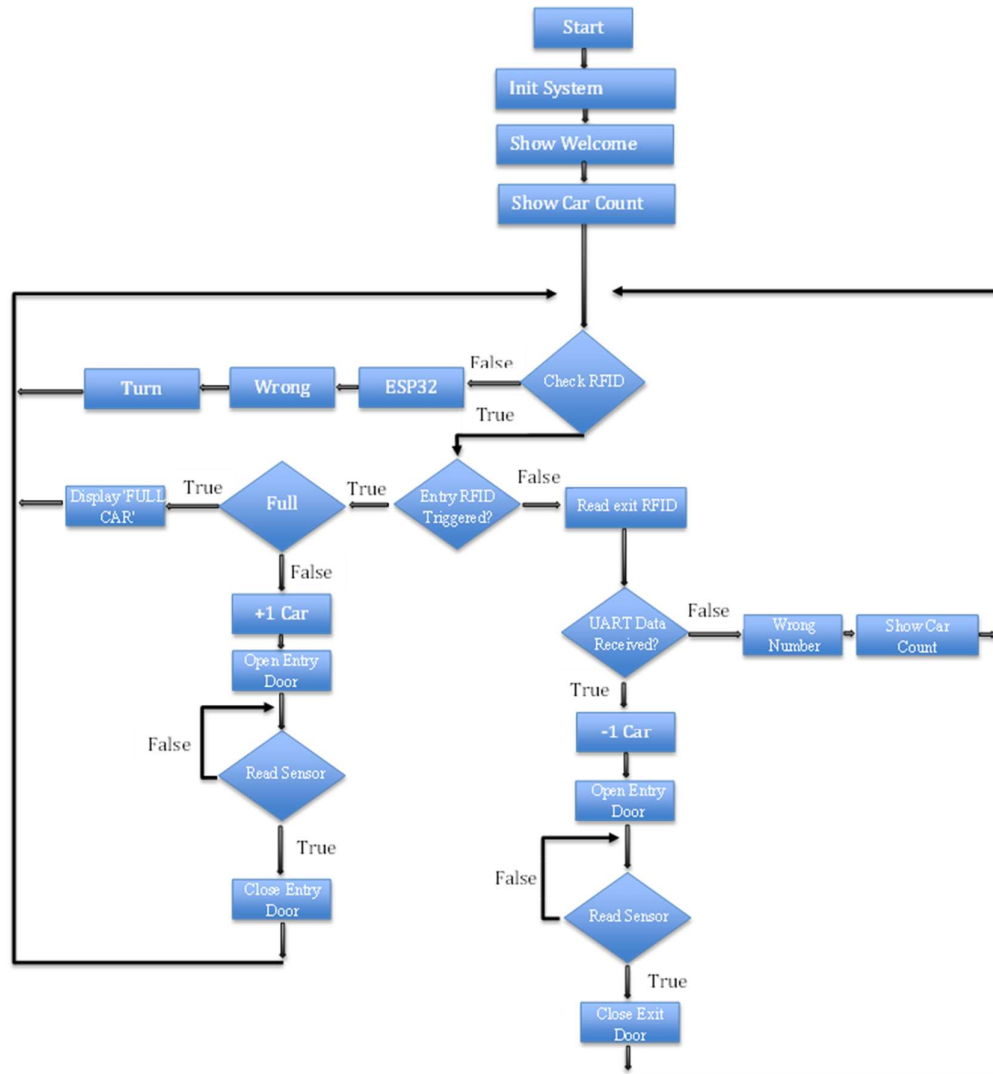 Start
Init System
Show Welcome
Show Car Count
False
Check RFID
ESP32
Wrong
Turn
True
Entry RFID
Triggered?
True
Full
True
Display 'FULL
CAR'
False
Read exit RFID
False
+1 Car
Open Entry
Door
False
Read Sensor
True
Close Entry
Door
UART Data
Received?
False
Wrong
Number
Show Car
Count
True
-1 Car
Open Entry
Door
False
Read Sensor
True
Close Exit
Door